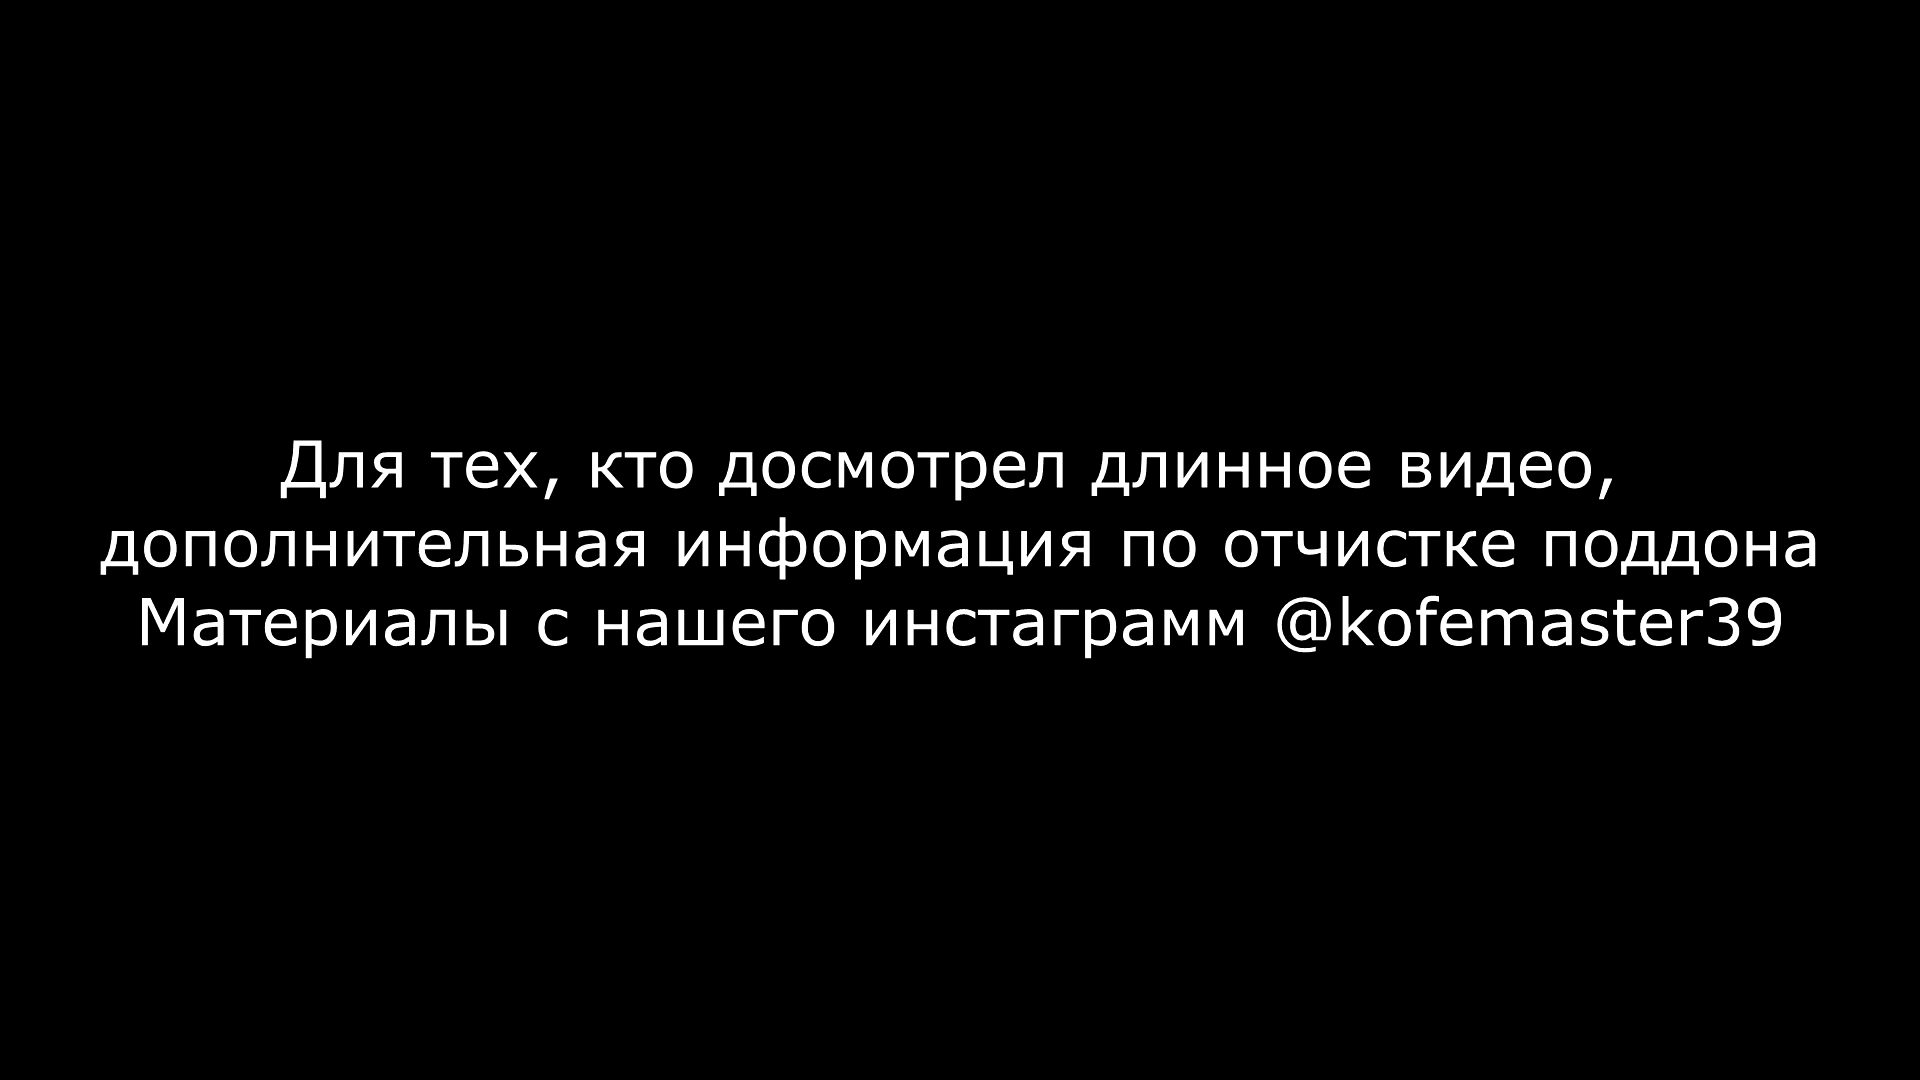 Для тех, кто досмотрел длинное видео,
дополнительная информация по отчистке поддона
Материалы с нашего инстаграмм @kofemaster39